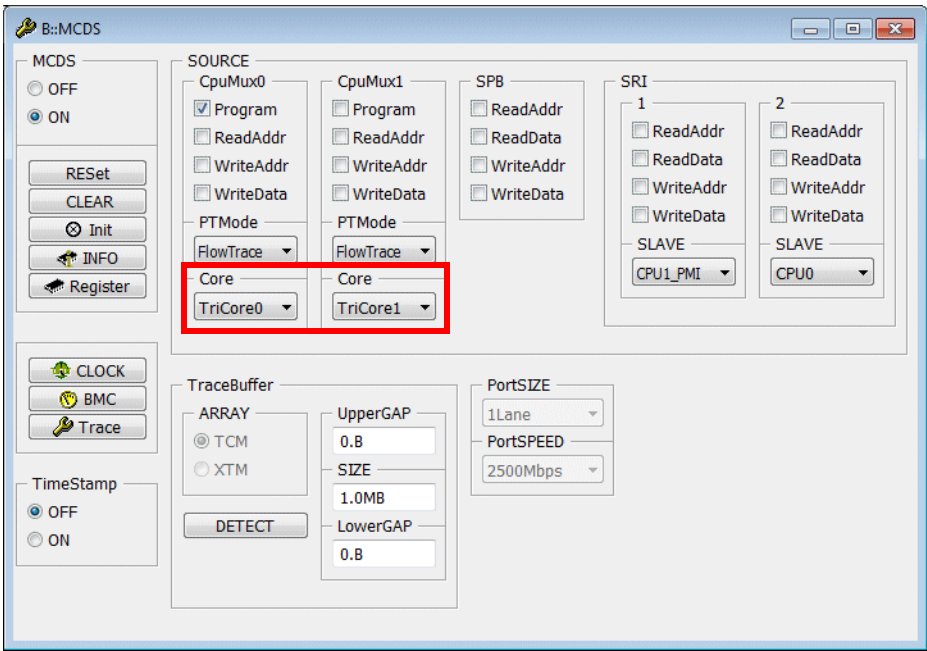 B::MCDS
MCDS
OFF
ON
RESet
CLEAR
Init
INFO
Register
CLOCK
BMC
Trace
TimeStamp
OFF
ON
SOURCE
CpuMux0
Program
ReadAddr
WriteAddr
WriteData
PTMode
FlowTrace
Core
TriCore0
CpuMux1
Program
ReadAddr
WriteAddr
WriteData
PTMode
FlowTrace
Core
TriCore1
SPB
ReadAddr
ReadData
WriteAddr
WriteData
SRI
1
ReadAddr
ReadData
WriteAddr
WriteData
SLAVE
CPU1_PMI
2
ReadAddr
ReadData
WriteAddr
WriteData
SLAVE
CPU0
TraceBuffer
ARRAY
TCM
XTM
DETECT
UpperGAP
0.B
SIZE
1.0MB
LowerGAP
0.B
PortSIZE
1Lane
PortSPEED
2500Mbps